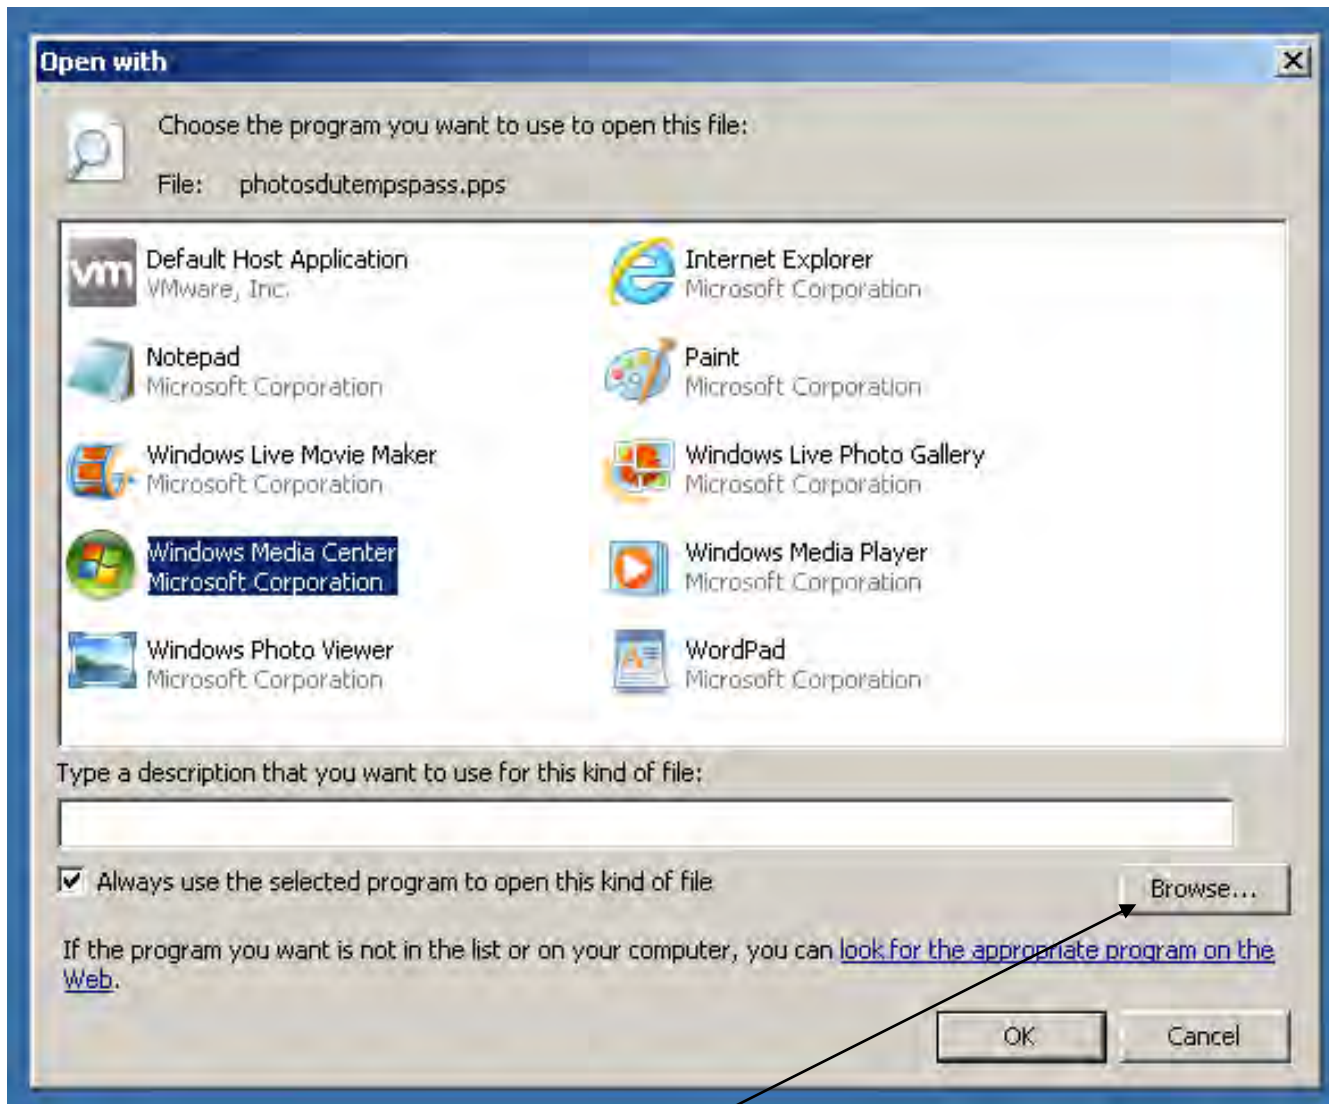 Open with
Choose the program you want to use to open this file:
File: photosdutempspass.pps
vm
Default Host Application
VMware, Inc.
Internet Explorer
Microsoft Corporation
Notepad
Microsoft Corporation
Paint
Microsoft Corporation
Windows Live Movie Maker
Microsoft Corporation
Windows Live Photo Gallery
Microsoft Corporation
Windows Media Center
Microsoft Corporation
Windows Media Player
Microsoft Corporation
Windows Photo Viewer
Microsoft Corporation
WordPad
Microsoft Corporation
Type a description that you want to use for this kind of file:
Always use the selected program to open this kind of file
Browse...
If the program you want is not in the list or on your computer, you can look for the appropriate program on the
Web.
OK
Cancel